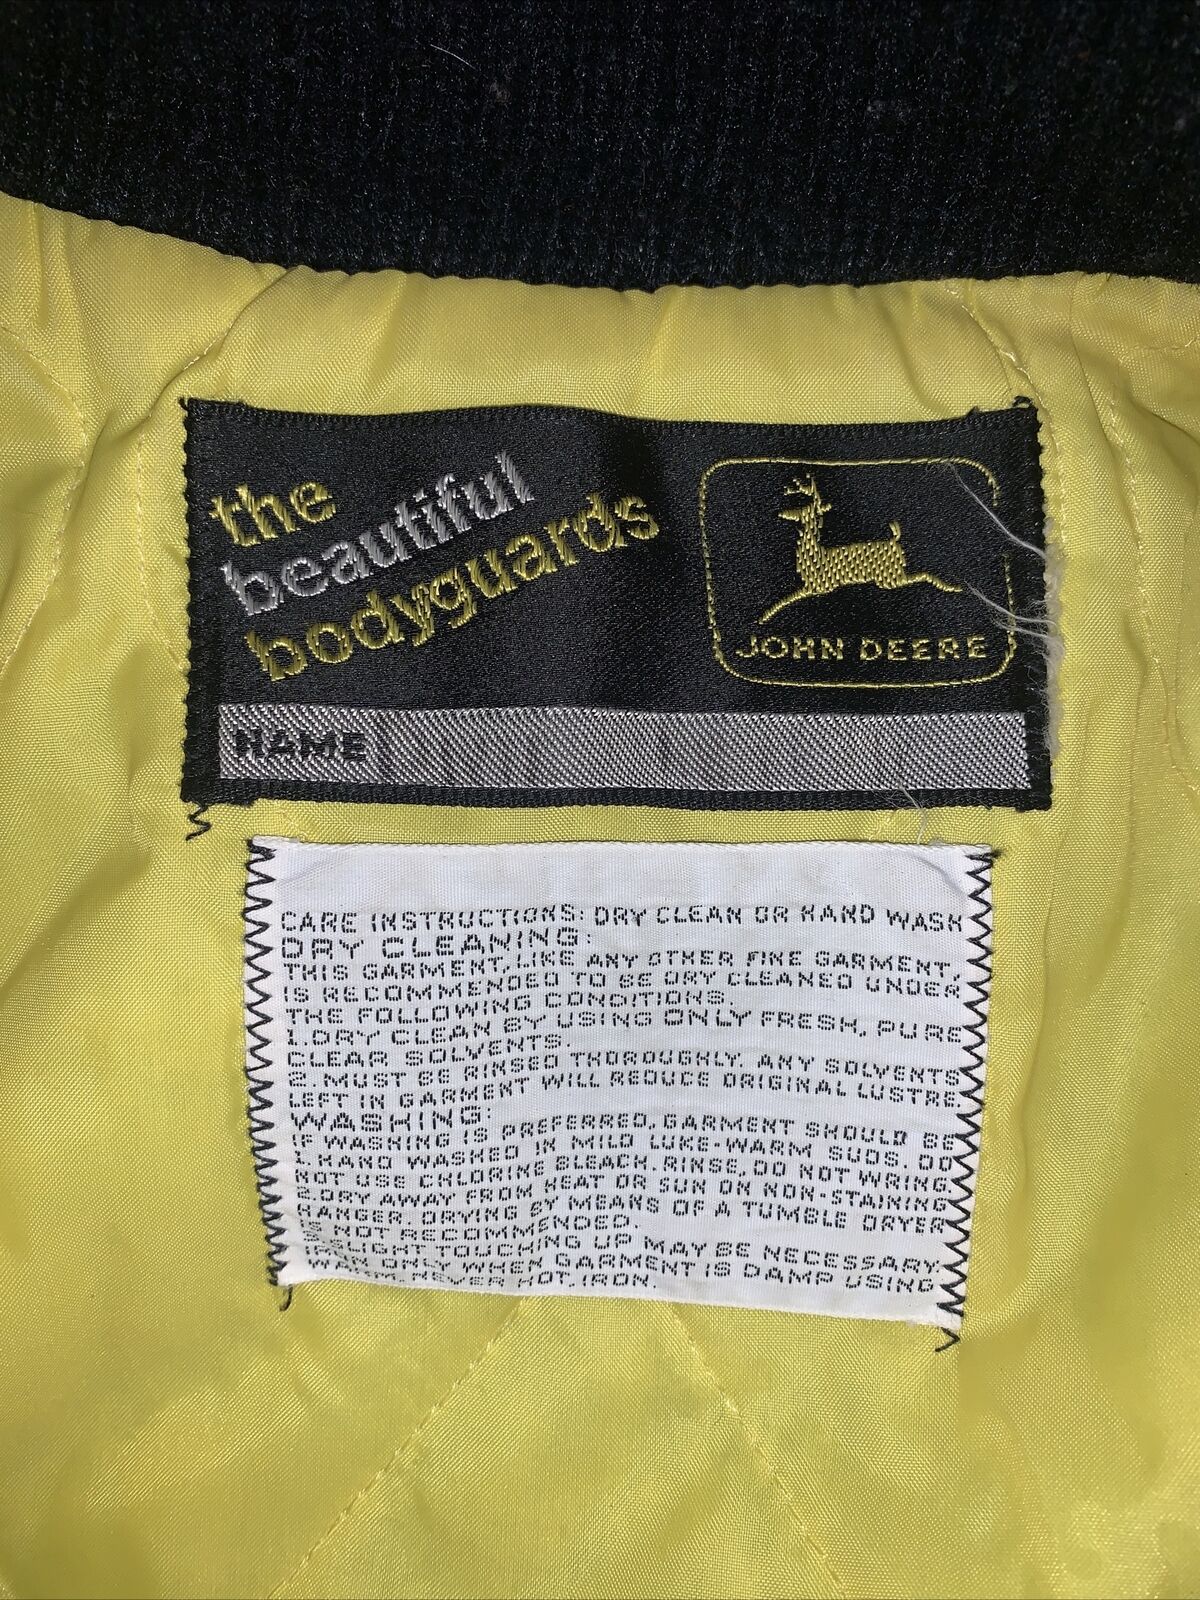 the
beautiful
bodyguards
JOHN DEERE
NAME
CARE INSTRUCTIONS: DRY CLEAN OR HAND WASH
DRY CLEANING:
THIS GARMENT, LIKE ANY OTHER FINE GARMENT,
IS RECOMMENDED TO BE DRY CLEANED UNDER
THE FOLLOWING CONDITIONS.
1. DRY CLEAN BY USING ONLY FRESH, PURE
CLEAR SOLVENTS.
2. MUST BE RINSED THOROUGHLY. ANY SOLVENTS
LEFT IN GARMENT WILL REDUCE ORIGINAL LUSTRE.
WASHING:
IF WASHING IS PREFERRED, GARMENT SHOULD BE
1. HAND WASHED IN MILD LUKE-WARM SUDS. DO
NOT USE CHLORINE BLEACH. RINSE, DO NOT WRING.
2. DRY AWAY FROM HEAT OR SUN ON NON-STAINING
HANGER. DRYING BY MEANS OF A TUMBLE DRYER
IS NOT RECOMMENDED.
3. SLIGHT TOUCHING UP MAY BE NECESSARY.
IRON ONLY WHEN GARMENT IS DAMP USING
WARM, NEVER HOT, IRON.